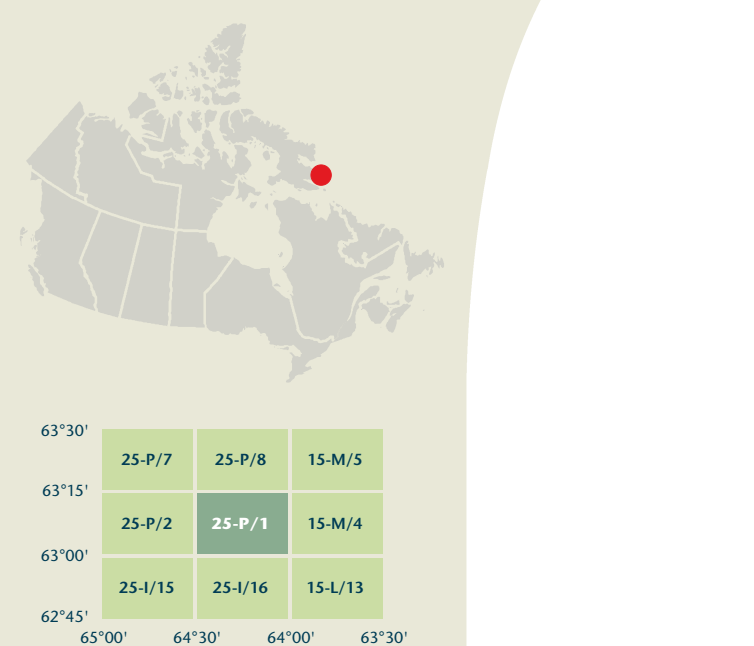 63°30'
25-P/7 25-P/8 15-M/5
63°15'
25-P/2 25-P/1 15-M/4
63°00'
25-I/15 25-I/16 15-L/13
62°45'
65°00' 64°30' 64°00' 63°30'